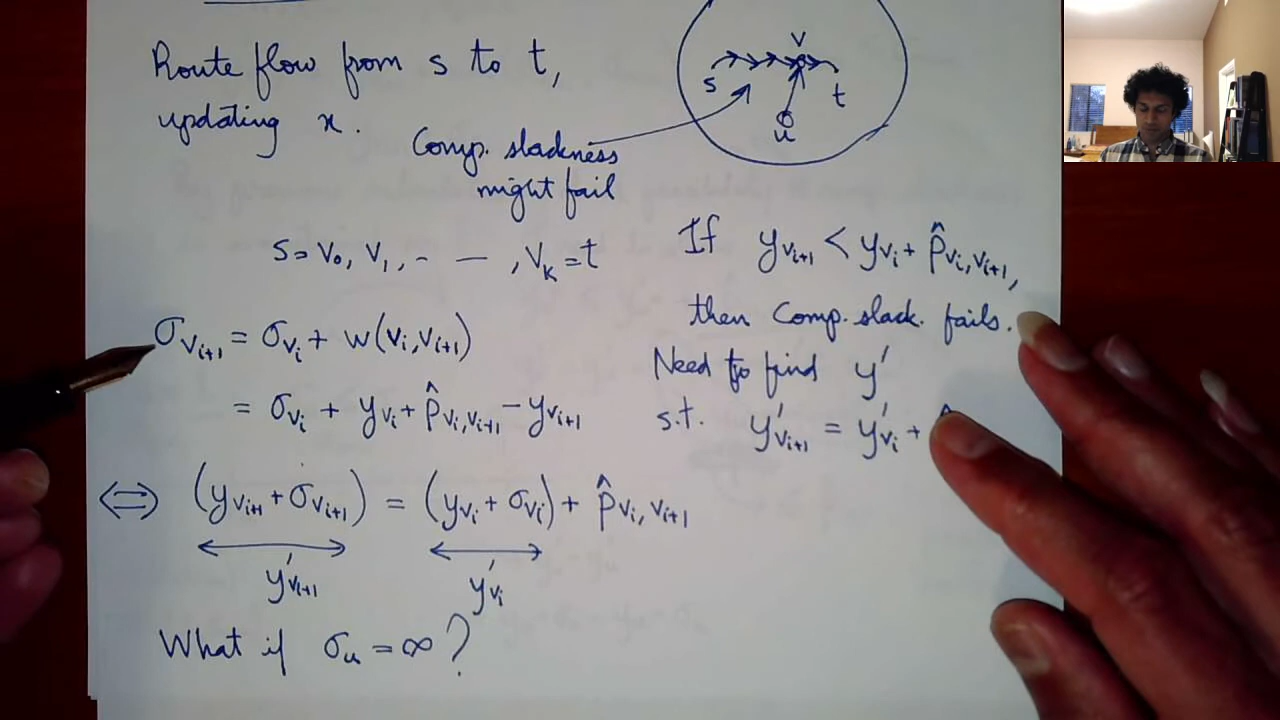 Route flow from s to t,
updating x.
Comp. slackness
might fail
s
v
t
u
s = v₀, v₁, - — , v_k = t
If y_{v_{i+1}} < y_{v_i} + p̂_{v_i, v_{i+1}},
then Comp. slack. fails.
Need to find y'
s.t. y'_{v_{i+1}} = y'_{v_i} +
σ_{v_{i+1}} = σ_{v_i} + w(v_i, v_{i+1})
= σ_{v_i} + y_{v_i} + p̂_{v_i, v_{i+1}} - y_{v_{i+1}}
⟺ (y_{v_{i+1}} + σ_{v_{i+1}}) = (y_{v_i} + σ_{v_i}) + p̂_{v_i, v_{i+1}}
y'_{v_{i+1}} y'_{v_i}
What if σ_u = ∞ ?